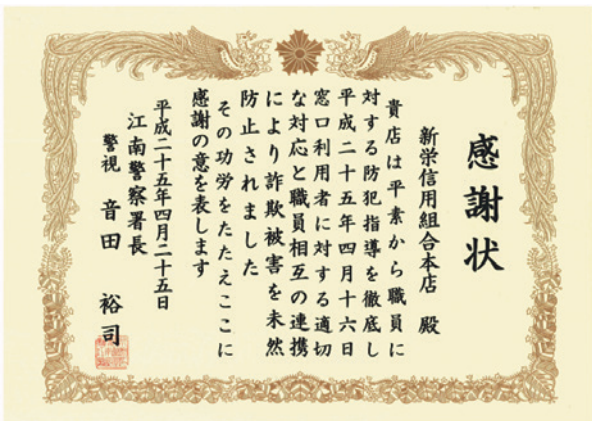 感謝状
新栄信用組合本店 殿
貴店は平素から職員に
対する防犯指導を徹底し
平成二十五年四月十六日
窓口利用者に対する適切
な対応と職員相互の連携
により詐欺被害を未然
防止されました
その功労をたたえここに
感謝の意を表します
平成二十五年四月二十五日
江南警察署長
警視 音田 裕司